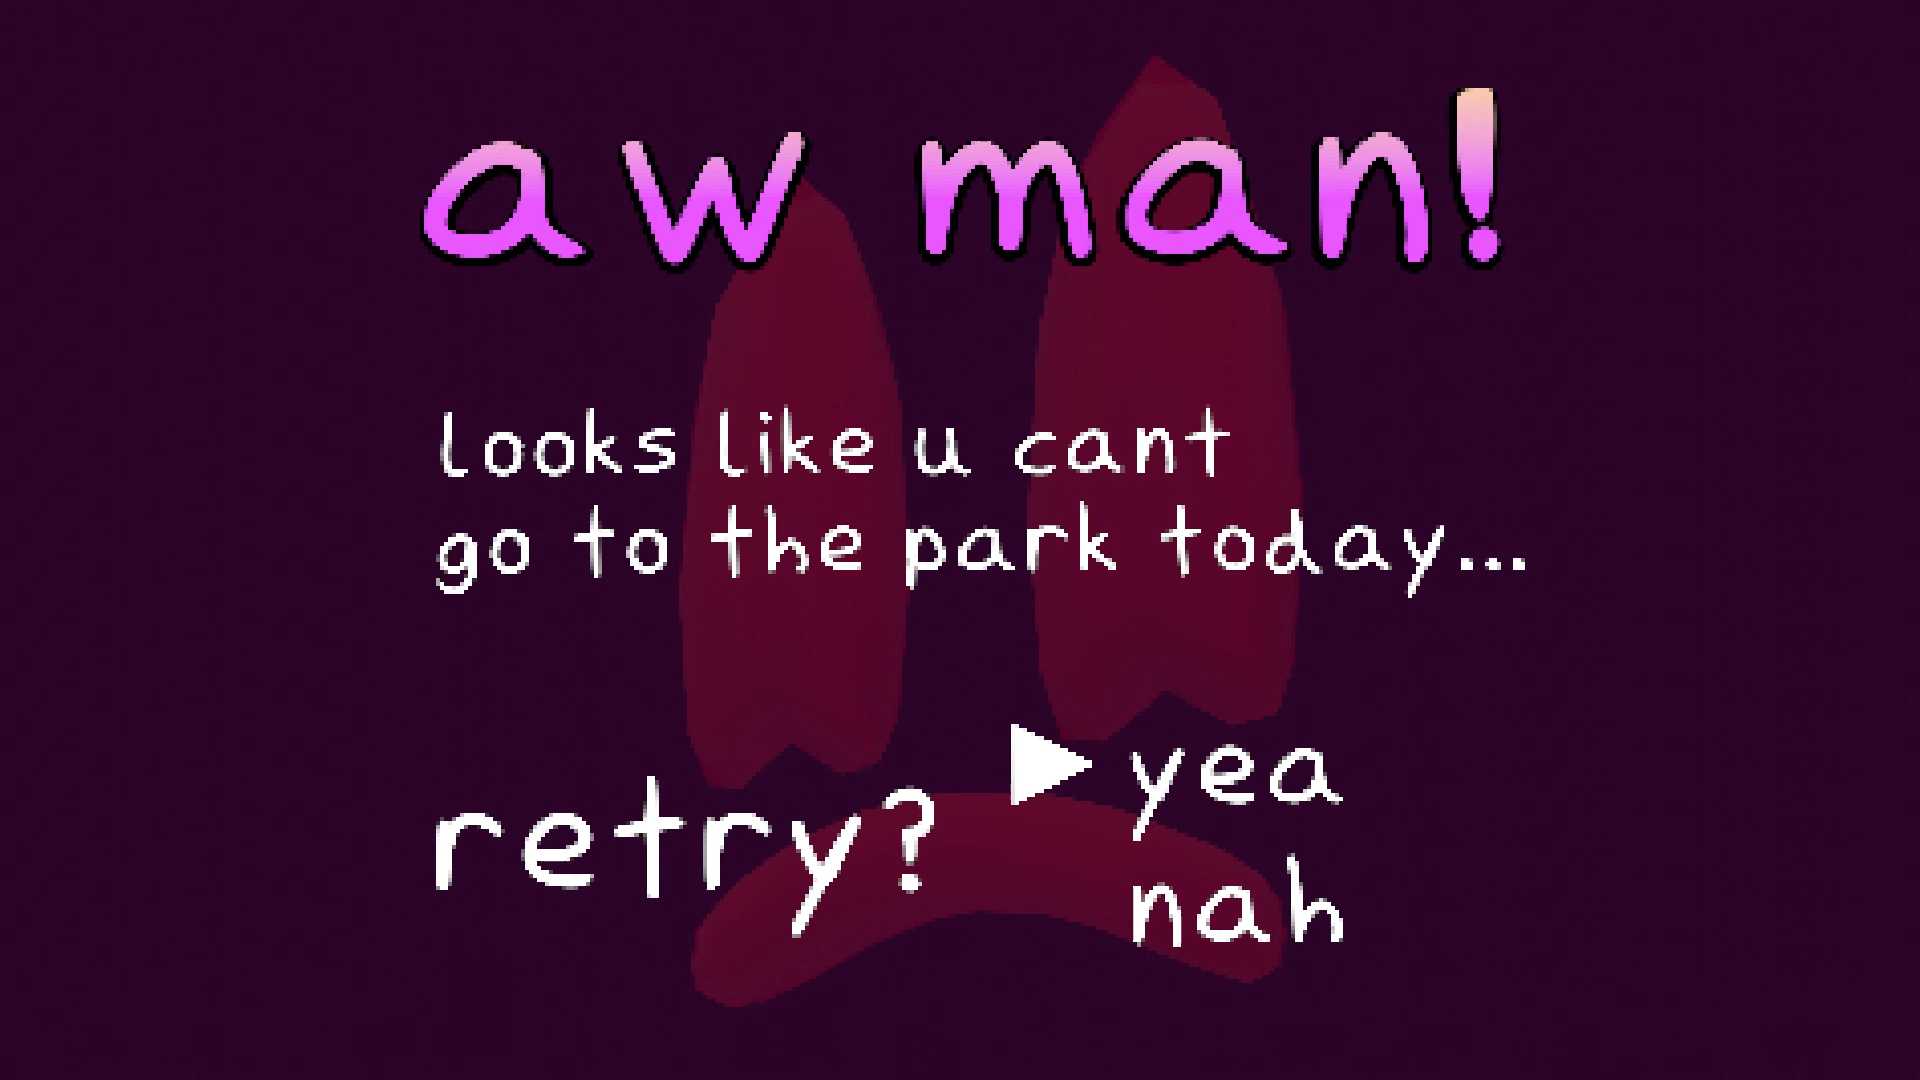 aw man!
looks like u cant
go to the park today...
retry?
yea
nah